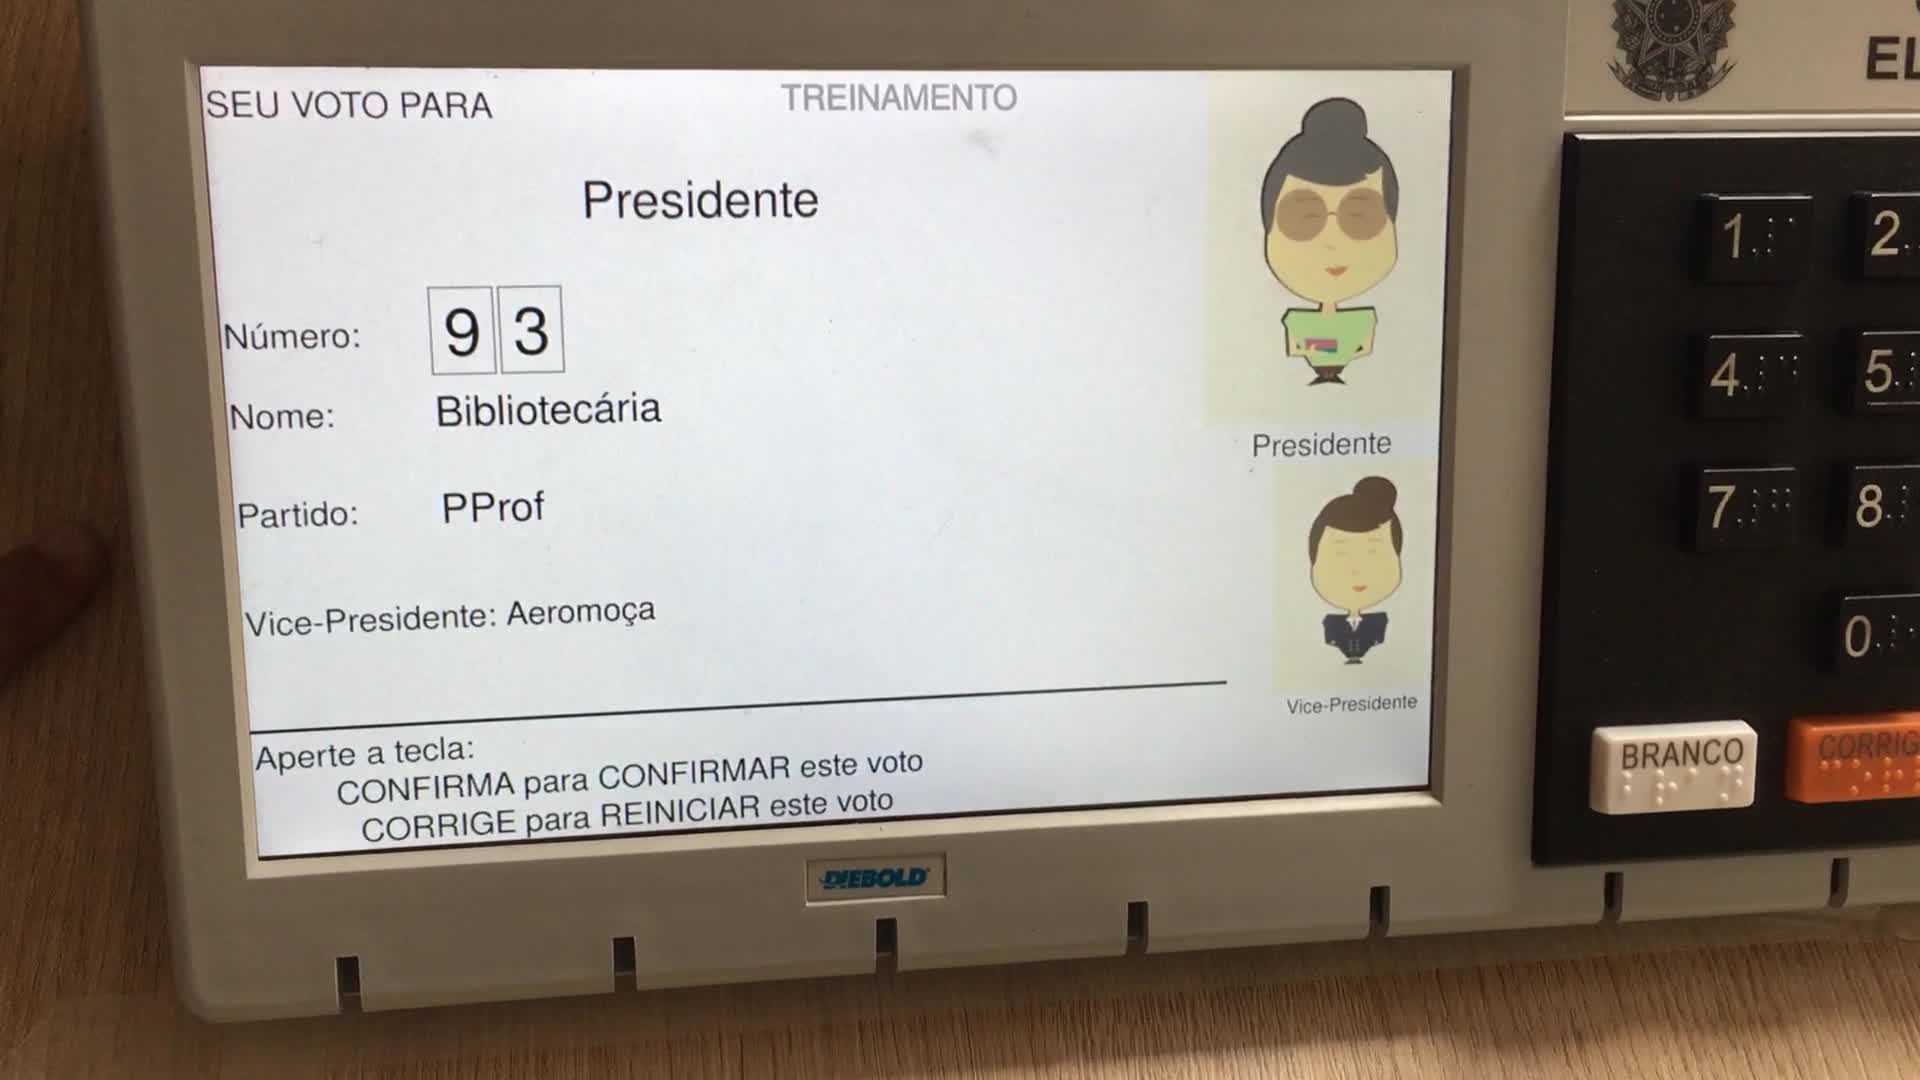 SEU VOTO PARA
TREINAMENTO
Presidente
Número: 93
Nome: Bibliotecária
Partido: PProf
Vice-Presidente: Aeromoça
Presidente
Vice-Presidente
Aperte a tecla:
CONFIRMA para CONFIRMAR este voto
CORRIGE para REINICIAR este voto
DIEBOLD
EL
1 2
4 5
7 8
0
BRANCO CORRIG